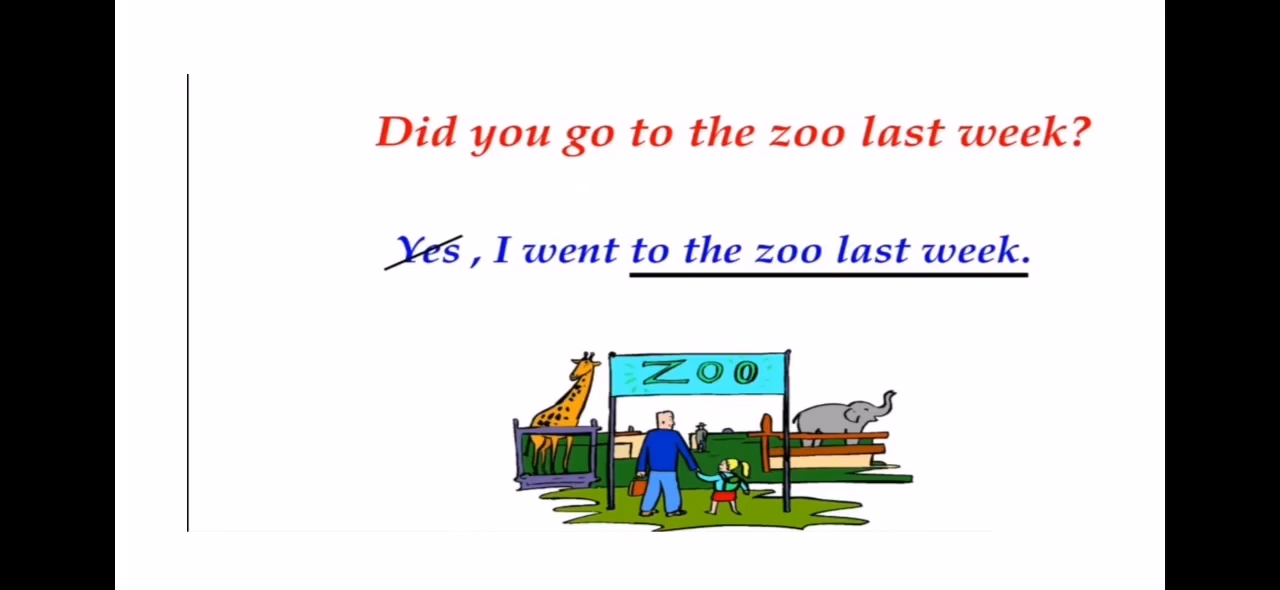 Did you go to the zoo last week?
Yes , I went to the zoo last week.
ZOO